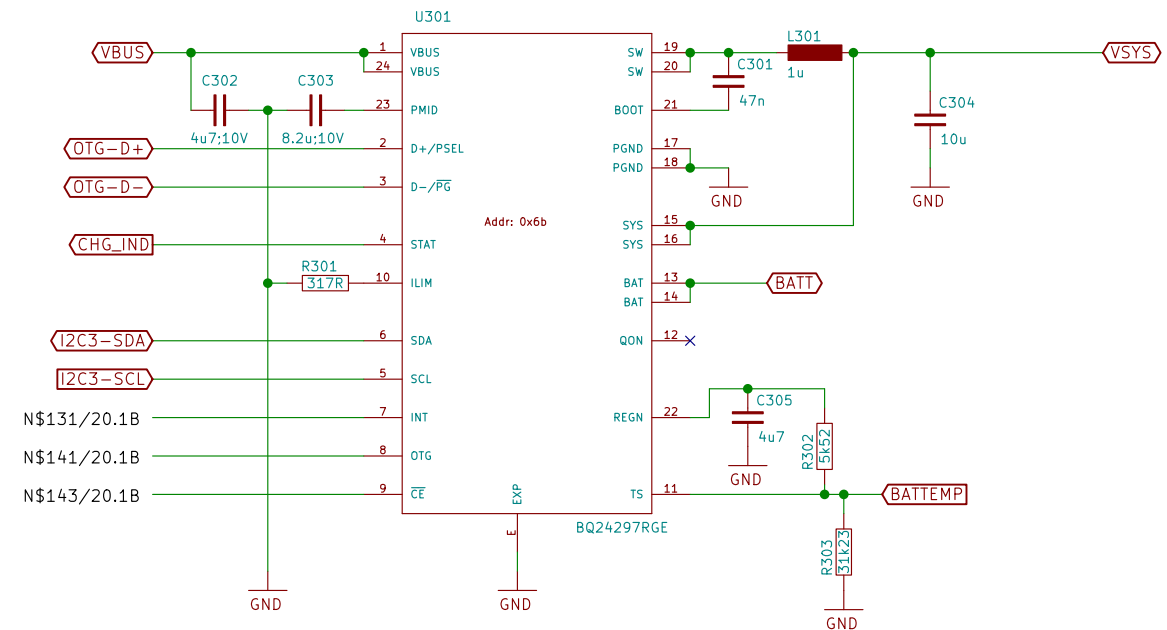 U301
VBUS
1
VBUS
24
VBUS
C302
4u7;10V
C303
8.2u;10V
23
PMID
OTG-D+
2
D+/PSEL
OTG-D-
3
D-/PG
CHG_IND
4
STAT
R301
317R
10
ILIM
I2C3-SDA
6
SDA
I2C3-SCL
5
SCL
N$131/20.1B
7
INT
N$141/20.1B
8
OTG
N$143/20.1B
9
CE
GND
Addr: 0x6b
EXP
E
GND
BQ24297RGE
SW
19
SW
20
L301
1u
VSYS
C301
47n
BOOT
21
C304
10u
GND
PGND
17
PGND
18
GND
SYS
15
SYS
16
BAT
13
BATT
BAT
14
QON
12
REGN
22
C305
4u7
GND
R302
5k52
TS
11
BATTEMP
R303
31k23
GND